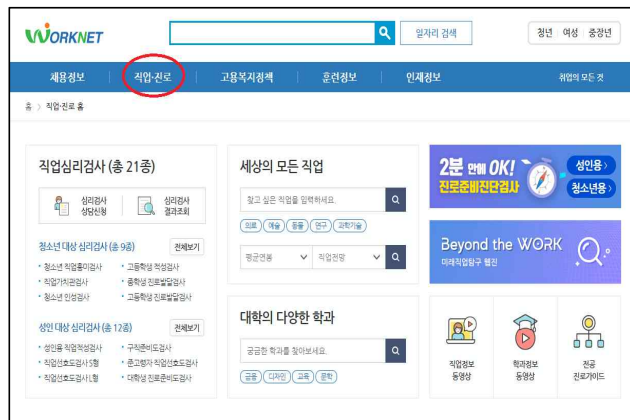 WORKNET
일자리 검색
청년 여성 중장년
채용정보 직업·진로 고용복지정책 훈련정보 인재정보 취업의 모든 것
홈 > 직업·진로 홈
직업심리검사 (총 21종)
심리검사
상담신청
심리검사
결과조회
청소년 대상 심리검사 (총 9종) 전체보기
• 청소년 직업흥미검사 • 고등학생 적성검사
• 직업가치관검사 • 중학생 진로발달검사
• 청소년 인성검사 • 고등학생 진로발달검사
성인 대상 심리검사 (총 12종) 전체보기
• 성인용 직업적성검사 • 구직준비도검사
• 직업선호도검사 S형 • 준고령자 직업선호도검사
• 직업선호도검사 L형 • 대학생 진로준비도검사
세상의 모든 직업
찾고 싶은 직업을 입력하세요.
의료 예술 동물 연구 과학기술
평균연봉 직업전망
대학의 다양한 학과
궁금한 학과를 찾아보세요.
금융 디자인 교육 문학
2분 만에 OK!
진로준비진단검사
성인용 >
청소년용 >
Beyond the WORK
미래직업탐구 웹진
직업정보
동영상
학과정보
동영상
전공
진로가이드